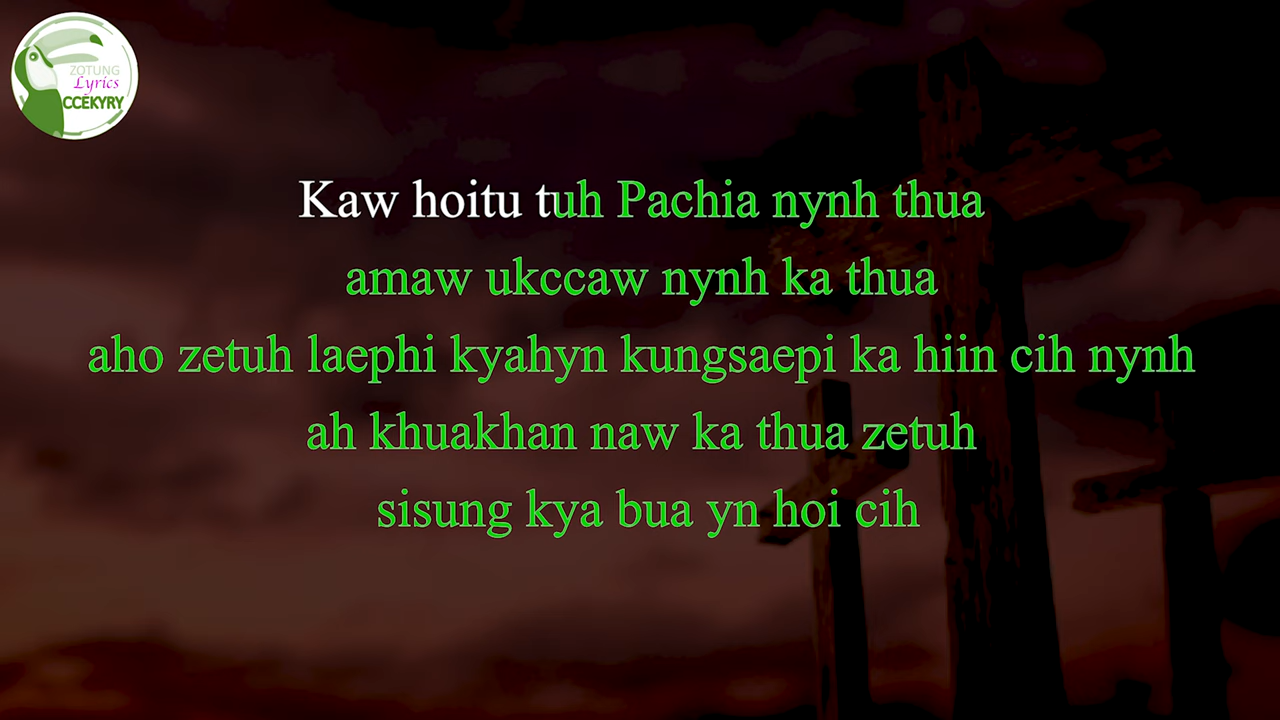 ZOTUNG
Lyrics
CCĒKYRY
Kaw hoitu tuh Pachia nynh thua
amaw ukccaw nynh ka thua
aho zetuh laephi kyahyn kungsaepi ka hiin cih nynh
ah khuakhan naw ka thua zetuh
sisung kya bua yn hoi cih